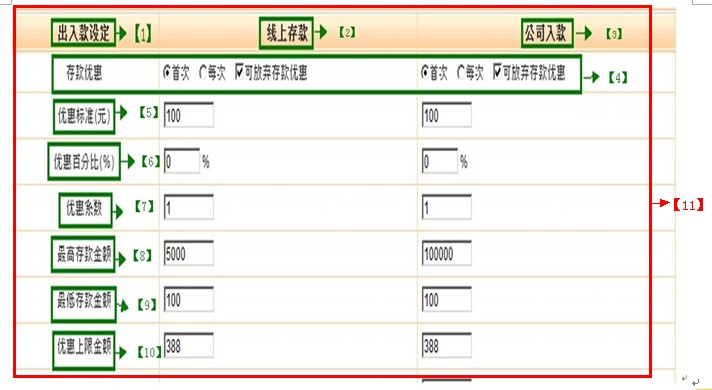 出入款设定 【1】 线上存款 【2】 公司入款 【3】
存款优惠 首次 每次 可放弃存款优惠 首次 每次 可放弃存款优惠 【4】
优惠标准(元) 【5】 100 100
优惠百分比(%) 【6】 0 % 0 %
优惠系数 【7】 1 1
【11】
最高存款金额 【8】 5000 100000
最低存款金额 【9】 100 100
优惠上限金额 【10】 388 388